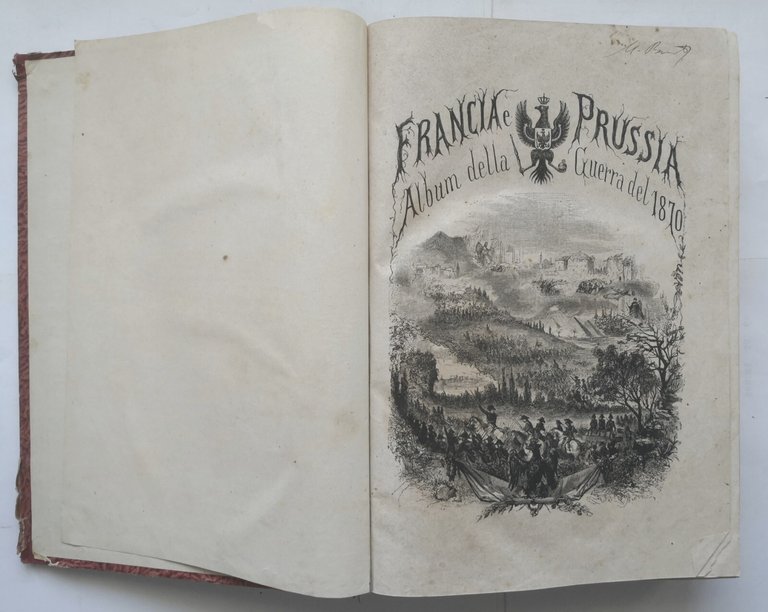 FRANCIA e PRUSSIA
Album della Guerra del 1870